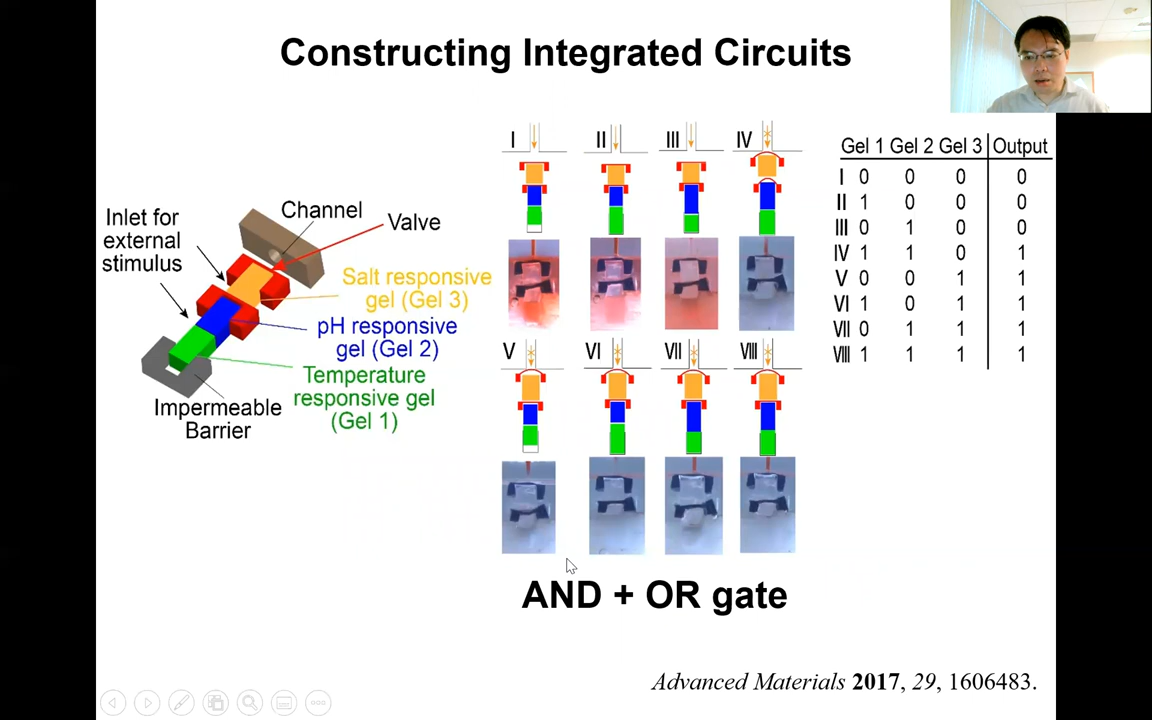 Constructing Integrated Circuits
Inlet for
external
stimulus
Channel
Valve
Salt responsive
gel (Gel 3)
pH responsive
gel (Gel 2)
Temperature
responsive gel
(Gel 1)
Impermeable
Barrier
I II III IV
V VI VII VIII
Gel 1 Gel 2 Gel 3 Output
I 0 0 0 0
II 1 0 0 0
III 0 1 0 0
IV 1 1 0 1
V 0 0 1 1
VI 1 0 1 1
VII 0 1 1 1
VIII 1 1 1 1
AND + OR gate
Advanced Materials 2017, 29, 1606483.